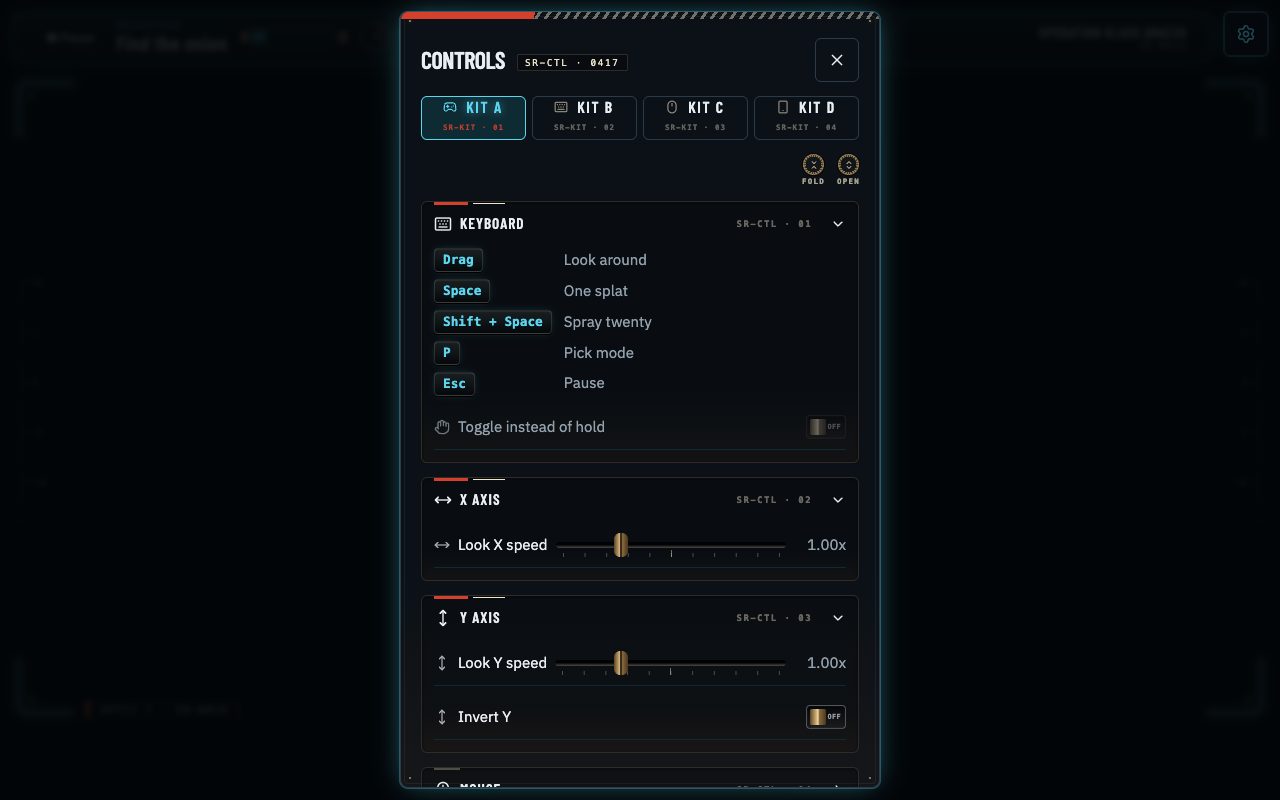 CONTROLS SR-CTL · 0417
KIT A KIT B KIT C KIT D
SR-KIT · 01 SR-KIT · 02 SR-KIT · 03 SR-KIT · 04
FOLD OPEN
KEYBOARD SR-CTL · 01
Drag Look around
Space One splat
Shift + Space Spray twenty
P Pick mode
Esc Pause
Toggle instead of hold OFF
X AXIS SR-CTL · 02
Look X speed 1.00x
Y AXIS SR-CTL · 03
Look Y speed 1.00x
Invert Y OFF